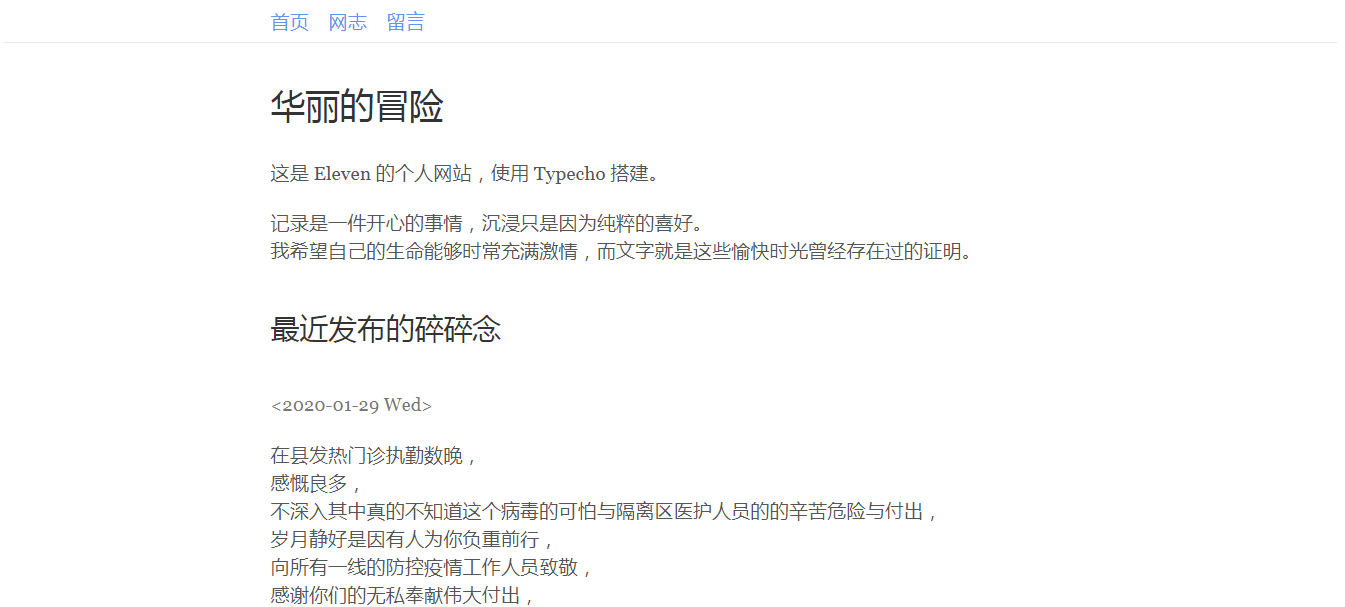 首页 网志 留言
华丽的冒险
这是 Eleven 的个人网站，使用 Typecho 搭建。
记录是一件开心的事情，沉浸只是因为纯粹的喜好。
我希望自己的生命能够时常充满激情，而文字就是这些愉快时光曾经存在过的证明。
最近发布的碎碎念
<2020-01-29 Wed>
在县发热门诊执勤数晚，
感慨良多，
不深入其中真的不知道这个病毒的可怕与隔离区医护人员的的辛苦危险与付出，
岁月静好是因有人为你负重前行，
向所有一线的防控疫情工作人员致敬，
感谢你们的无私奉献伟大付出，